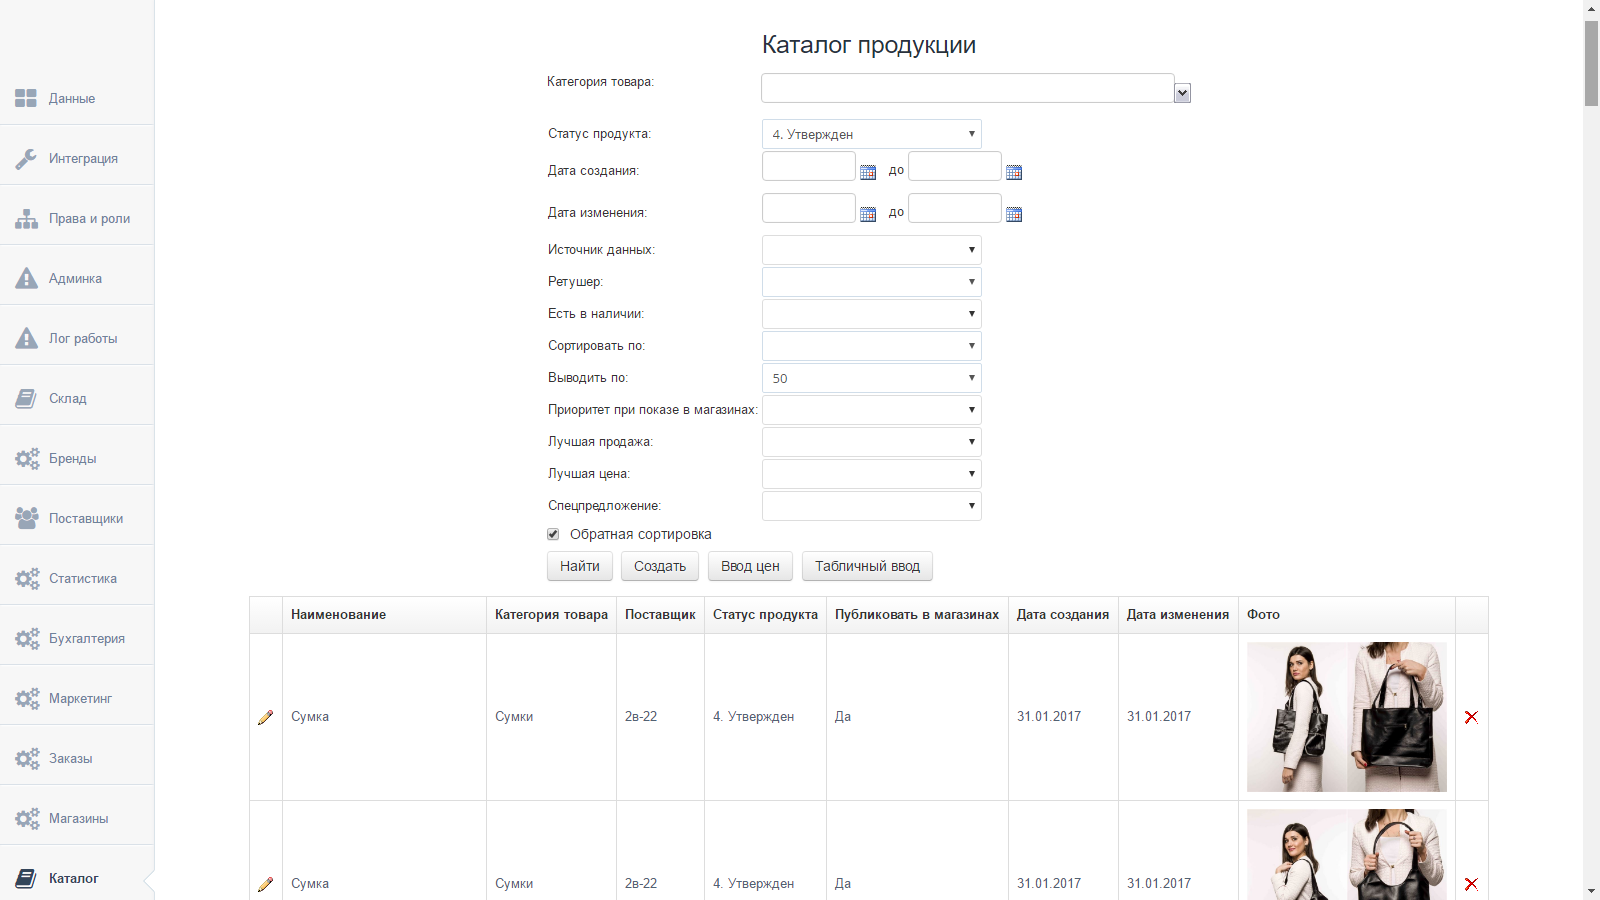 Каталог продукции
Категория товара:
Статус продукта: 4. Утвержден
Дата создания: до
Дата изменения: до
Источник данных:
Ретушер:
Есть в наличии:
Сортировать по:
Выводить по: 50
Приоритет при показе в магазинах:
Лучшая продажа:
Лучшая цена:
Спецпредложение:
Обратная сортировка
Найти Создать Ввод цен Табличный ввод
Наименование Категория товара Поставщик Статус продукта Публиковать в магазинах Дата создания Дата изменения Фото
Сумка Сумки 2в-22 4. Утвержден Да 31.01.2017 31.01.2017
Сумка Сумки 2в-22 4. Утвержден Да 31.01.2017 31.01.2017
Данные
Интеграция
Права и роли
Админка
Лог работы
Склад
Бренды
Поставщики
Статистика
Бухгалтерия
Маркетинг
Заказы
Магазины
Каталог